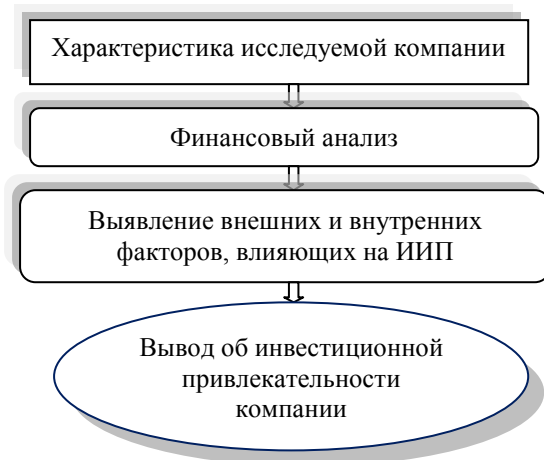 Характеристика исследуемой компании
Финансовый анализ
Выявление внешних и внутренних
факторов, влияющих на ИИП
Вывод об инвестиционной
привлекательности
компании